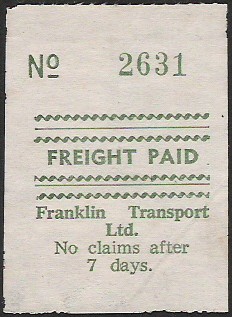 No 2631
FREIGHT PAID
Franklin Transport
Ltd.
No claims after
7 days.